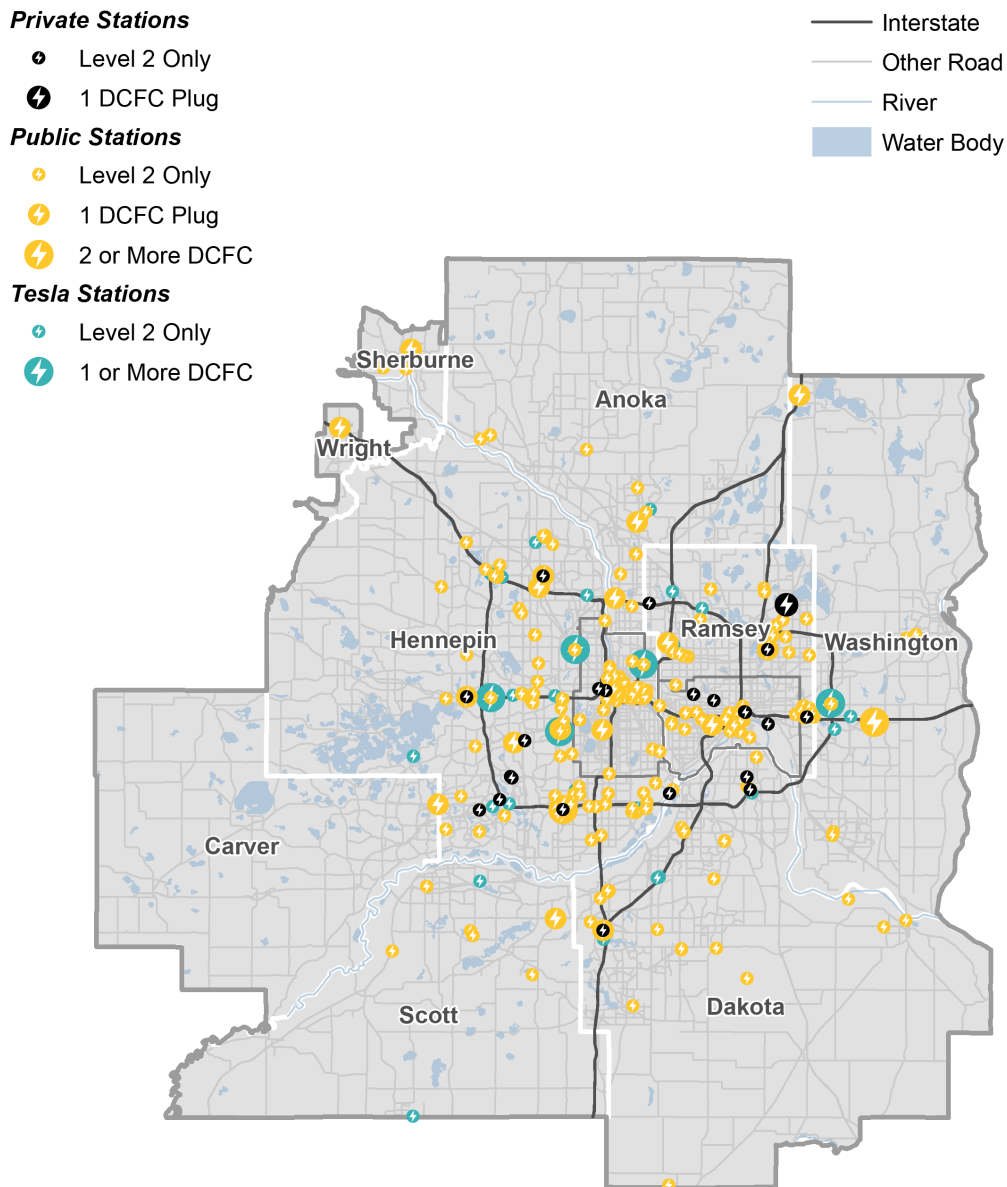 Private Stations
Level 2 Only
1 DCFC Plug
Public Stations
Level 2 Only
1 DCFC Plug
2 or More DCFC
Tesla Stations
Level 2 Only
1 or More DCFC
Interstate
Other Road
River
Water Body
Sherburne
Anoka
Wright
Hennepin
Ramsey
Washington
Carver
Scott
Dakota